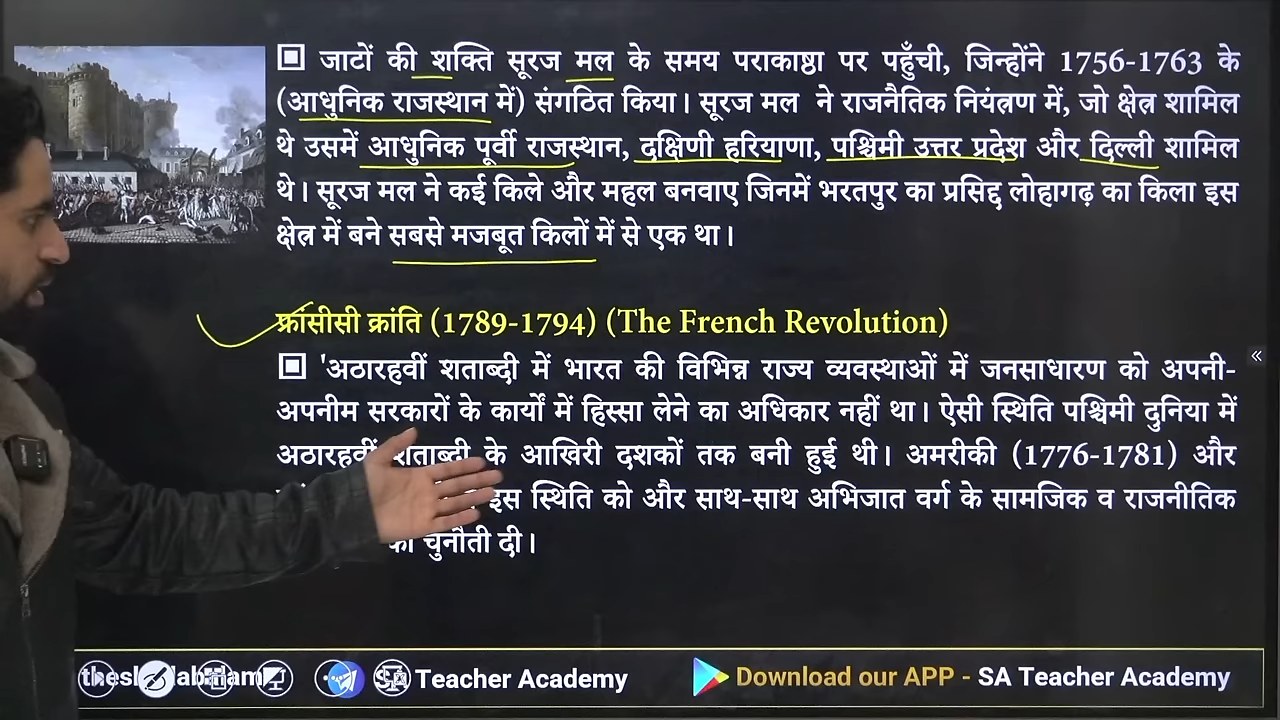 जाटों की शक्ति सूरज मल के समय पराकाष्ठा पर पहुँची, जिन्होंने 1756-1763 के
(आधुनिक राजस्थान में) संगठित किया। सूरज मल ने राजनैतिक नियंत्रण में, जो क्षेत्र शामिल
थे उसमें आधुनिक पूर्वी राजस्थान, दक्षिणी हरियाणा, पश्चिमी उत्तर प्रदेश और दिल्ली शामिल
थे। सूरज मल ने कई किले और महल बनवाए जिनमें भरतपुर का प्रसिद्द लोहागढ़ का किला इस
क्षेत्र में बने सबसे मजबूत किलों में से एक था।
फ्रांसीसी क्रांति (1789-1794) (The French Revolution)
'अठारहवीं शताब्दी में भारत की विभिन्न राज्य व्यवस्थाओं में जनसाधारण को अपनी-
अपनीम सरकारों के कार्यों में हिस्सा लेने का अधिकार नहीं था। ऐसी स्थिति पश्चिमी दुनिया में
अठारहवीं शताब्दी के आखिरी दशकों तक बनी हुई थी। अमरीकी (1776-1781) और
इस स्थिति को और साथ-साथ अभिजात वर्ग के सामजिक व राजनीतिक
को चुनौती दी।
Teacher Academy
Download our APP - SA Teacher Academy